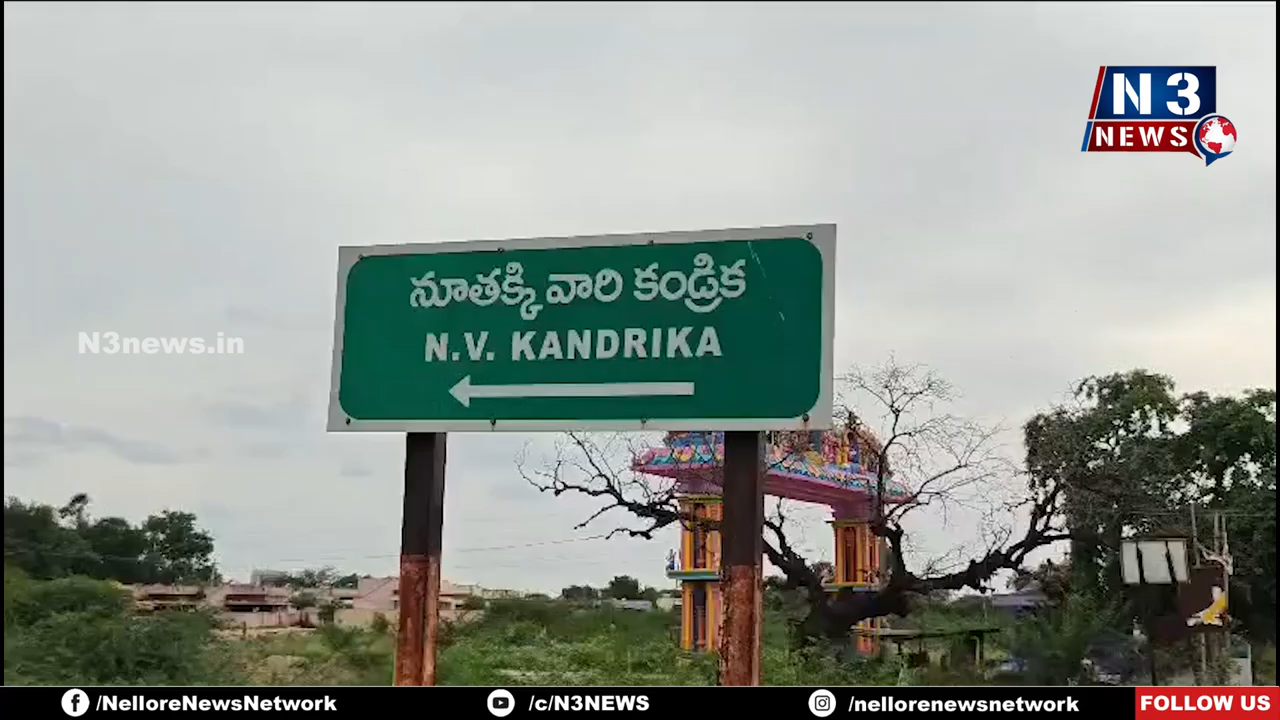 N3
NEWS
నూతక్కి వారి కండ్రిక
N.V. KANDRIKA
N3news.in
/NelloreNewsNetwork
/c/N3NEWS
/nellorenewsnetwork
FOLLOW US